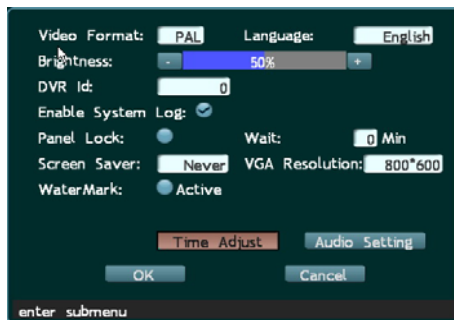 Video Format: PAL Language: English
Brightness: - 50% +
DVR Id: 0
Enable System Log:
Panel Lock: Wait: 0 Min
Screen Saver: Never VGA Resolution: 800*600
WaterMark: Active
Time Adjust Audio Setting
OK Cancel
enter submenu